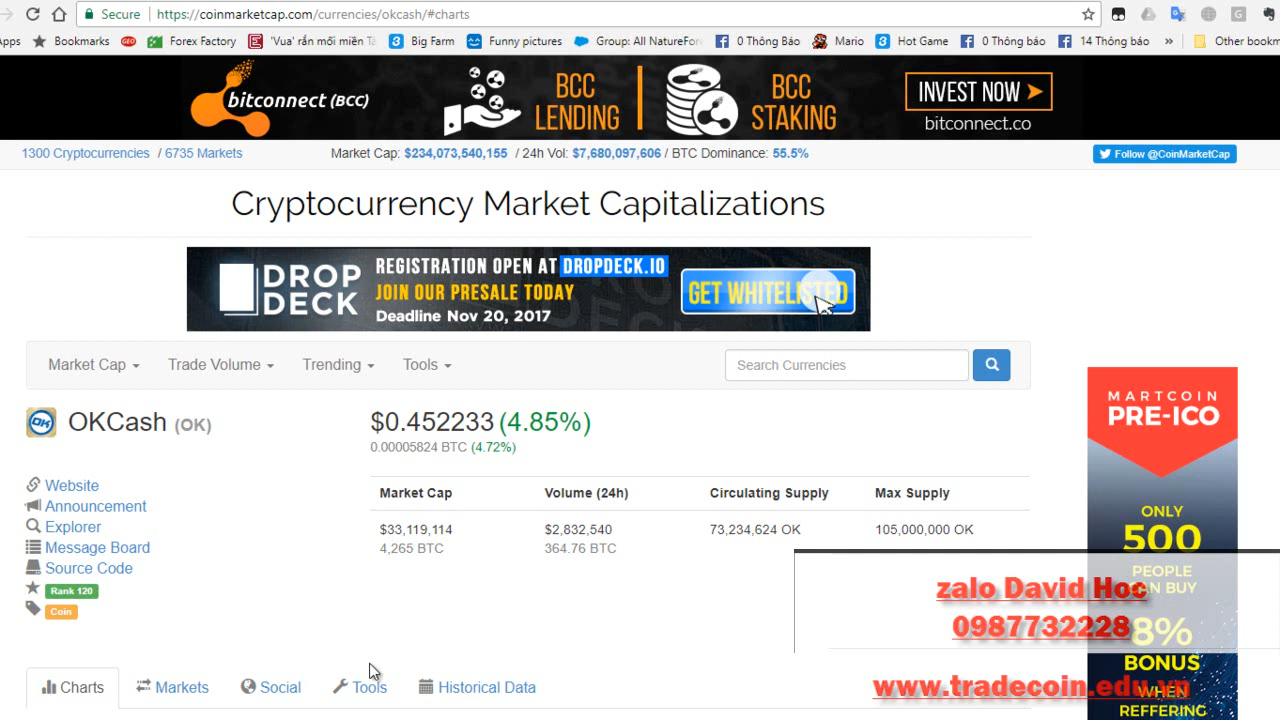 Secure https://coinmarketcap.com/currencies/okcash/#charts
Apps Bookmarks GEO Forex Factory 'Vua' rắn mối miền Tâ Big Farm Funny pictures Group: All NatureFore 0 Thông Báo Mario Hot Game 0 Thông báo 14 Thông báo » Other bookm
bitconnect (BCC) BCC LENDING BCC STAKING INVEST NOW
bitconnect.co
1300 Cryptocurrencies / 6735 Markets Market Cap: $234,073,540,155 / 24h Vol: $7,680,097,606 / BTC Dominance: 55.5% Follow @CoinMarketCap
Cryptocurrency Market Capitalizations
DROP DECK
REGISTRATION OPEN AT DROPDECK.IO
JOIN OUR PRESALE TODAY
Deadline Nov 20, 2017
GET WHITELISTED
Market Cap Trade Volume Trending Tools Search Currencies
OKCash (OK) $0.452233 (4.85%)
0.00005824 BTC (4.72%)
Website
Announcement
Explorer
Message Board
Source Code
Rank 120
Coin
Market Cap Volume (24h) Circulating Supply Max Supply
$33,119,114 $2,832,540 73,234,624 OK 105,000,000 OK
4,265 BTC 364.76 BTC
MARTCOIN
PRE-ICO
ONLY
500
PEOPLE
CAN BUY
8%
BONUS
WHEN
REFFERING
zalo David Hoc
0987732228
www.tradecoin.edu.vn
Charts Markets Social Tools Historical Data